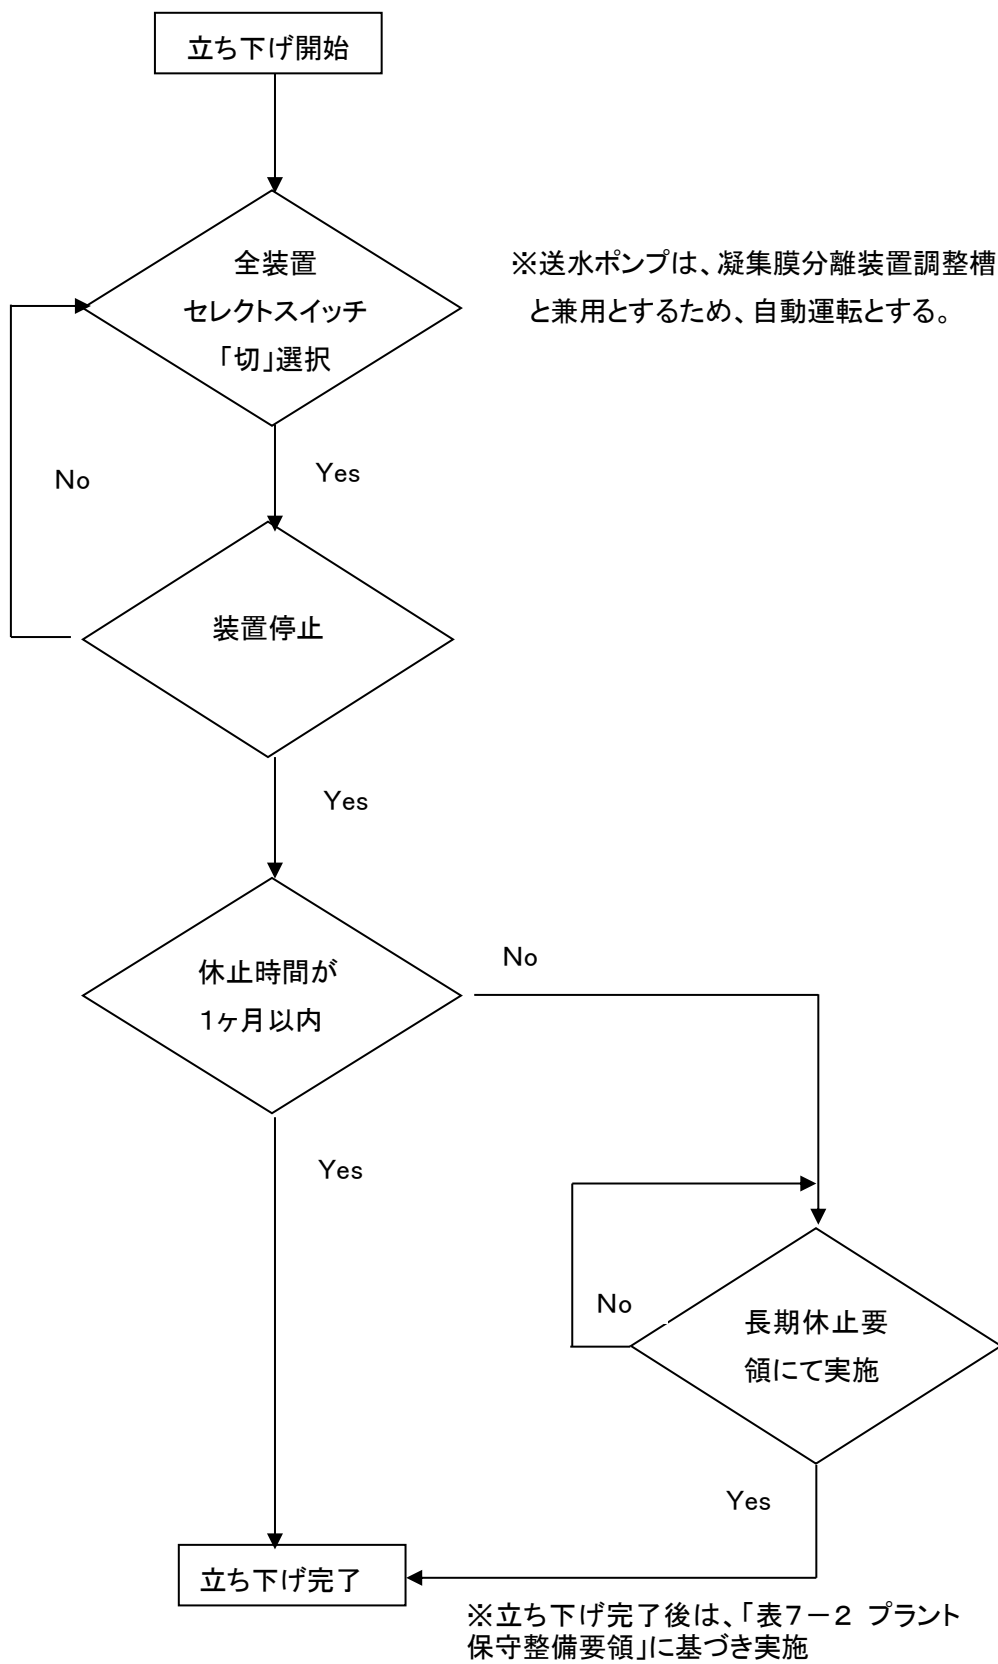 立ち下げ開始
全装置
セレクトスイッチ
「切」選択
※送水ポンプは、凝集膜分離装置調整槽
と兼用とするため、自動運転とする。
No
Yes
装置停止
Yes
休止時間が
1ヶ月以内
No
Yes
No
長期休止要
領にて実施
Yes
立ち下げ完了
※立ち下げ完了後は、「表7-2 プラント
保守整備要領」に基づき実施